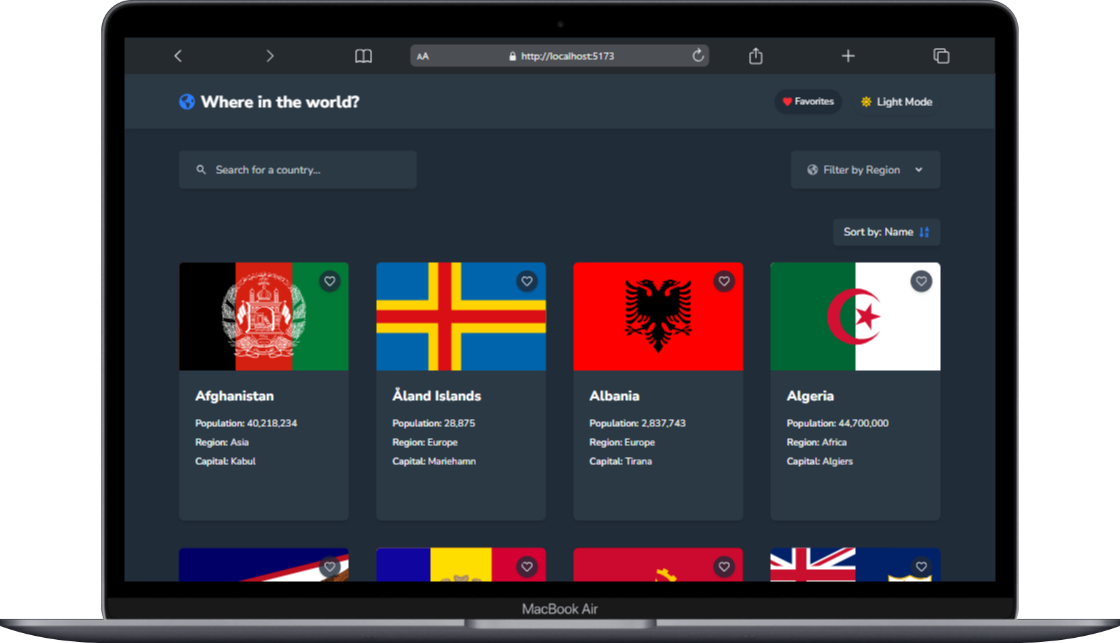 AA http://localhost:5173
Where in the world? Favorites Light Mode
Search for a country... Filter by Region
Sort by: Name
Afghanistan Åland Islands Albania Algeria
Population: 40,218,234 Population: 28,875 Population: 2,837,743 Population: 44,700,000
Region: Asia Region: Europe Region: Europe Region: Africa
Capital: Kabul Capital: Mariehamn Capital: Tirana Capital: Algiers
MacBook Air